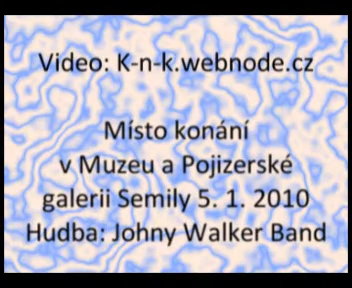 Video: K-n-k.webnode.cz
Místo konání
v Muzeu a Pojizerské
galerii Semily 5. 1. 2010
Hudba: Johny Walker Band